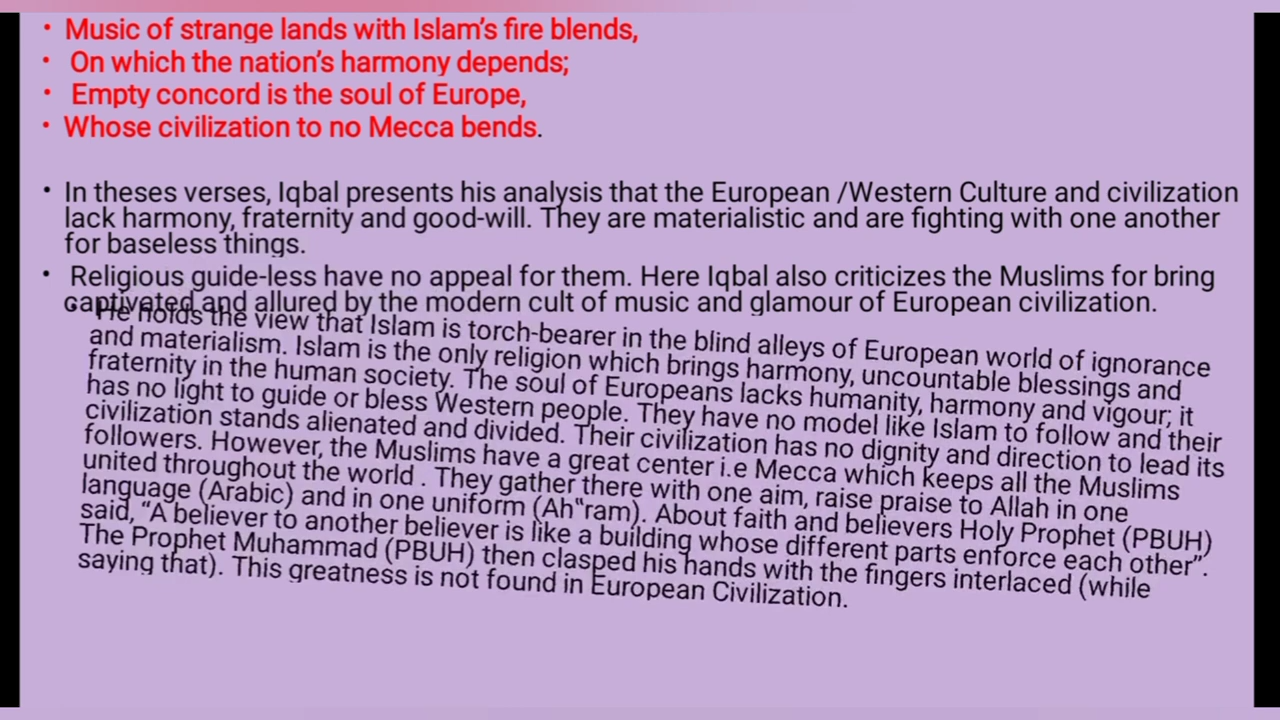 • Music of strange lands with Islam’s fire blends,
• On which the nation’s harmony depends;
• Empty concord is the soul of Europe,
• Whose civilization to no Mecca bends.
• In theses verses, Iqbal presents his analysis that the European /Western Culture and civilization
lack harmony, fraternity and good-will. They are materialistic and are fighting with one another
for baseless things.
• Religious guide-less have no appeal for them. Here Iqbal also criticizes the Muslims for bring
captivated and allured by the modern cult of music and glamour of European civilization.
• He holds the view that Islam is torch-bearer in the blind alleys of European world of ignorance
and materialism. Islam is the only religion which brings harmony, uncountable blessings and
fraternity in the human society. The soul of Europeans lacks humanity, harmony and vigour; it
has no light to guide or bless Western people. They have no model like Islam to follow and their
civilization stands alienated and divided. Their civilization has no dignity and direction to lead its
followers. However, the Muslims have a great center i.e Mecca which keeps all the Muslims
united throughout the world . They gather there with one aim, raise praise to Allah in one
language (Arabic) and in one uniform (Ah‟ram). About faith and believers Holy Prophet (PBUH)
said, “A believer to another believer is like a building whose different parts enforce each other”.
The Prophet Muhammad (PBUH) then clasped his hands with the fingers interlaced (while
saying that). This greatness is not found in European Civilization.